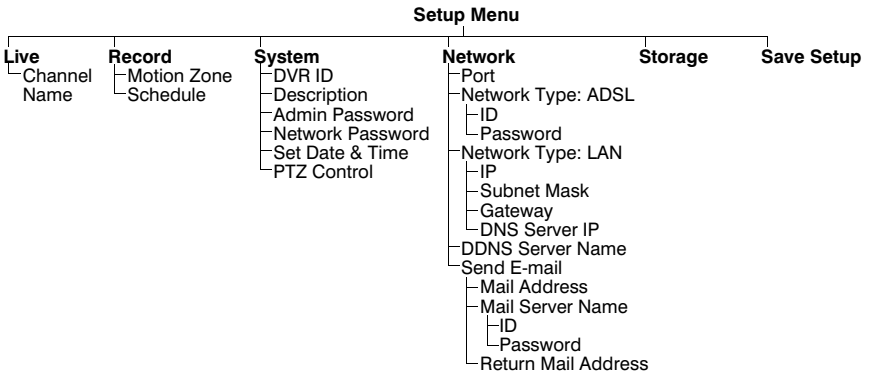 Setup Menu
Live
Channel
Name
Record
Motion Zone
Schedule
System
DVR ID
Description
Admin Password
Network Password
Set Date & Time
PTZ Control
Network
Port
Network Type: ADSL
ID
Password
Network Type: LAN
IP
Subnet Mask
Gateway
DNS Server IP
DDNS Server Name
Send E-mail
Mail Address
Mail Server Name
ID
Password
Return Mail Address
Storage
Save Setup